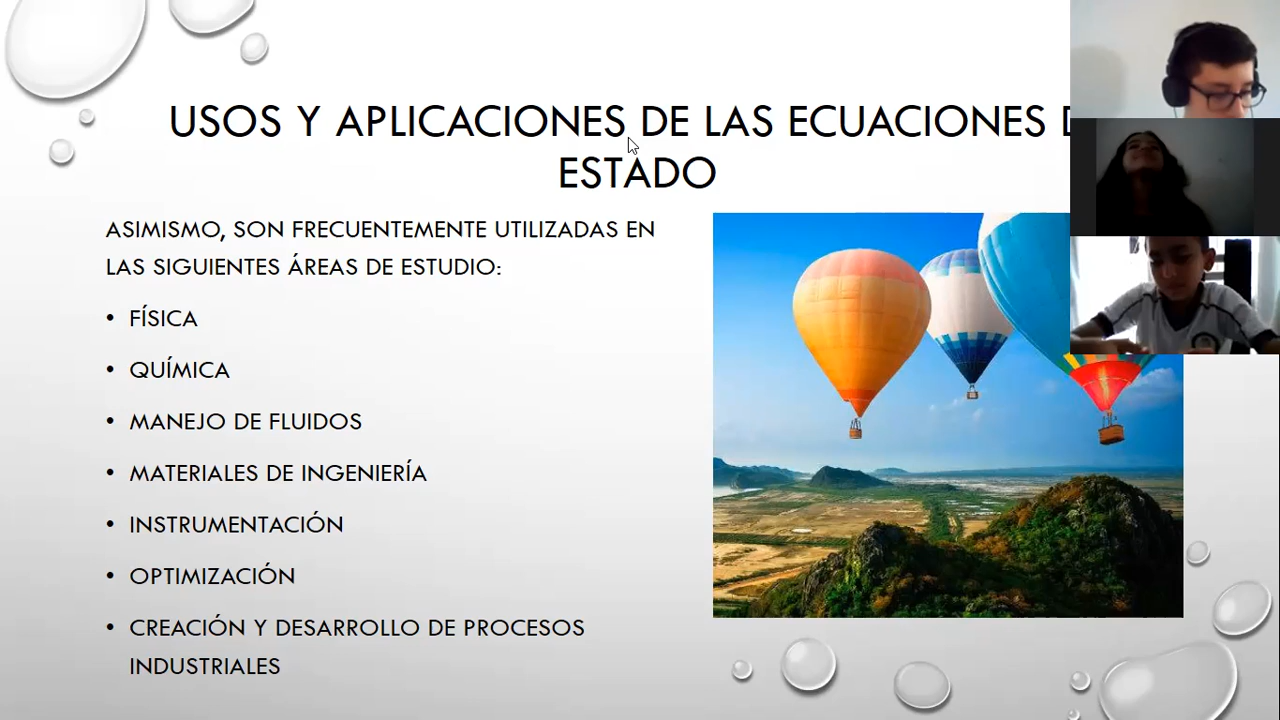 USOS Y APLICACIONES DE LAS ECUACIONES
ESTADO
ASIMISMO, SON FRECUENTEMENTE UTILIZADAS EN
LAS SIGUIENTES ÁREAS DE ESTUDIO:
• FÍSICA
• QUÍMICA
• MANEJO DE FLUIDOS
• MATERIALES DE INGENIERÍA
• INSTRUMENTACIÓN
• OPTIMIZACIÓN
• CREACIÓN Y DESARROLLO DE PROCESOS
INDUSTRIALES